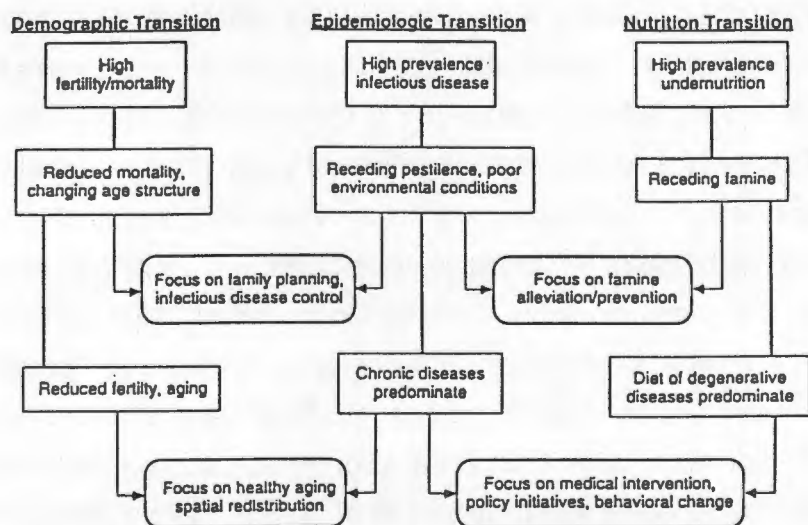 Demographic Transition
Epidemiologic Transition
Nutrition Transition
High
fertility/mortality
High prevalence
infectious disease
High prevalence
undernutrition
Reduced mortality,
changing age structure
Receding pestilence, poor
environmental conditions
Receding famine
Focus on family planning,
infectious disease control
Focus on famine
alleviation/prevention
Reduced fertilty, aging
Chronic diseases
predominate
Diet of degenerative
diseases predominate
Focus on healthy aging
spatial redistribution
Focus on medical intervention,
policy initiatives, behavioral change